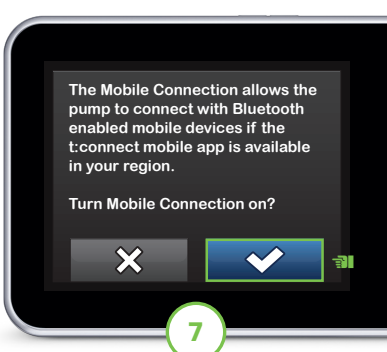 The Mobile Connection allows the
pump to connect with Bluetooth
enabled mobile devices if the
t:connect mobile app is available
in your region.
Turn Mobile Connection on?
7